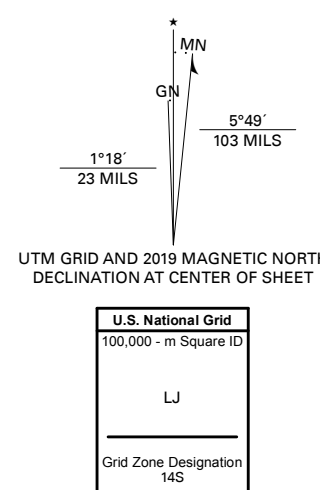 ★
MN
GN
5°49´
103 MILS
1°18´
23 MILS
UTM GRID AND 2019 MAGNETIC NORTH
DECLINATION AT CENTER OF SHEET
U.S. National Grid
100,000 - m Square ID
LJ
Grid Zone Designation
14S